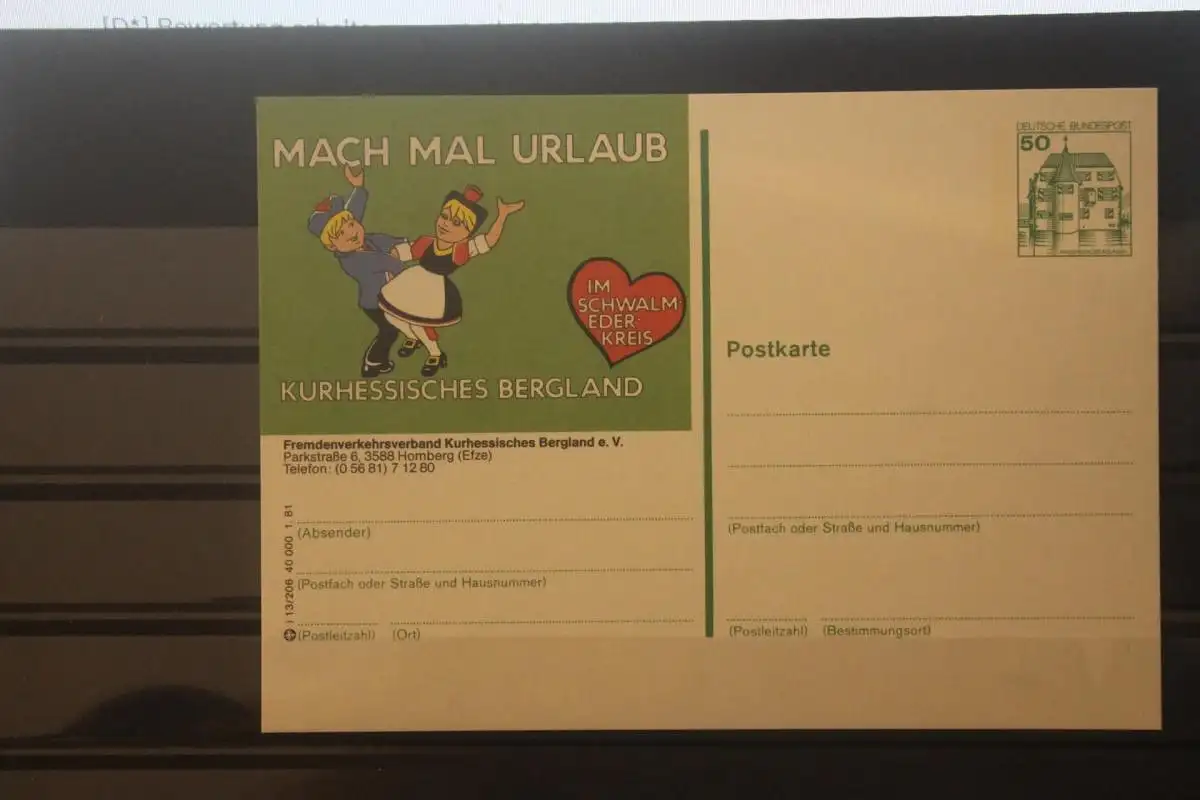 MACH MAL URLAUB
IM
SCHWALM-
EDER-
KREIS
KURHESSISCHES BERGLAND
Fremdenverkehrsverband Kurhessisches Bergland e. V.
Parkstraße 6, 3588 Homberg (Efze)
Telefon: (0 56 81) 7 12 80
(Absender)
(Postfach oder Straße und Hausnummer)
(Postleitzahl) (Ort)
13/206 40 000 1. 81
DEUTSCHE BUNDESPOST
50
Postkarte
(Postfach oder Straße und Hausnummer)
(Postleitzahl) (Bestimmungsort)